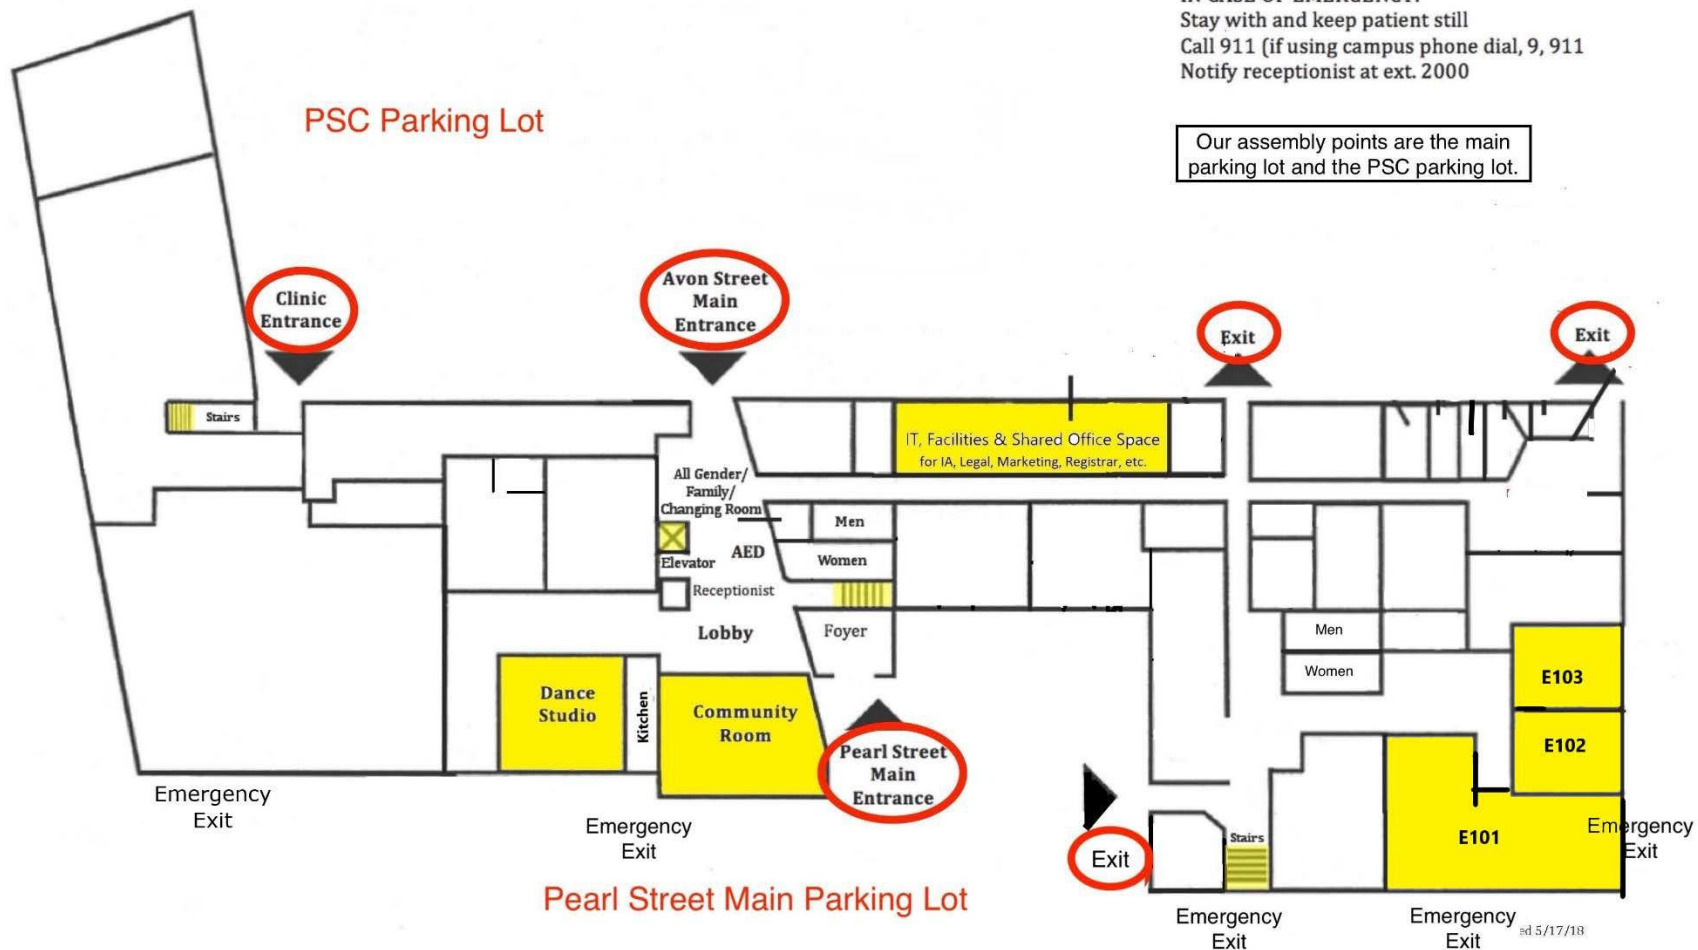 Stay with and keep patient still
Call 911 (if using campus phone dial, 9, 911
Notify receptionist at ext. 2000
PSC Parking Lot
Our assembly points are the main
parking lot and the PSC parking lot.
Clinic
Entrance
Avon Street
Main
Entrance
Exit
Exit
Stairs
IT, Facilities & Shared Office Space
for IA, Legal, Marketing, Registrar, etc.
All Gender/
Family/
Changing Room
Men
AED
Women
Elevator
Receptionist
Lobby
Foyer
Men
Women
E103
Dance
Studio
Kitchen
Community
Room
E102
Pearl Street
Main
Entrance
Emergency
Exit
Emergency
Exit
Exit
Stairs
E101
Emergency
Exit
Pearl Street Main Parking Lot
Emergency
Exit
Emergency
Exit
ed 5/17/18